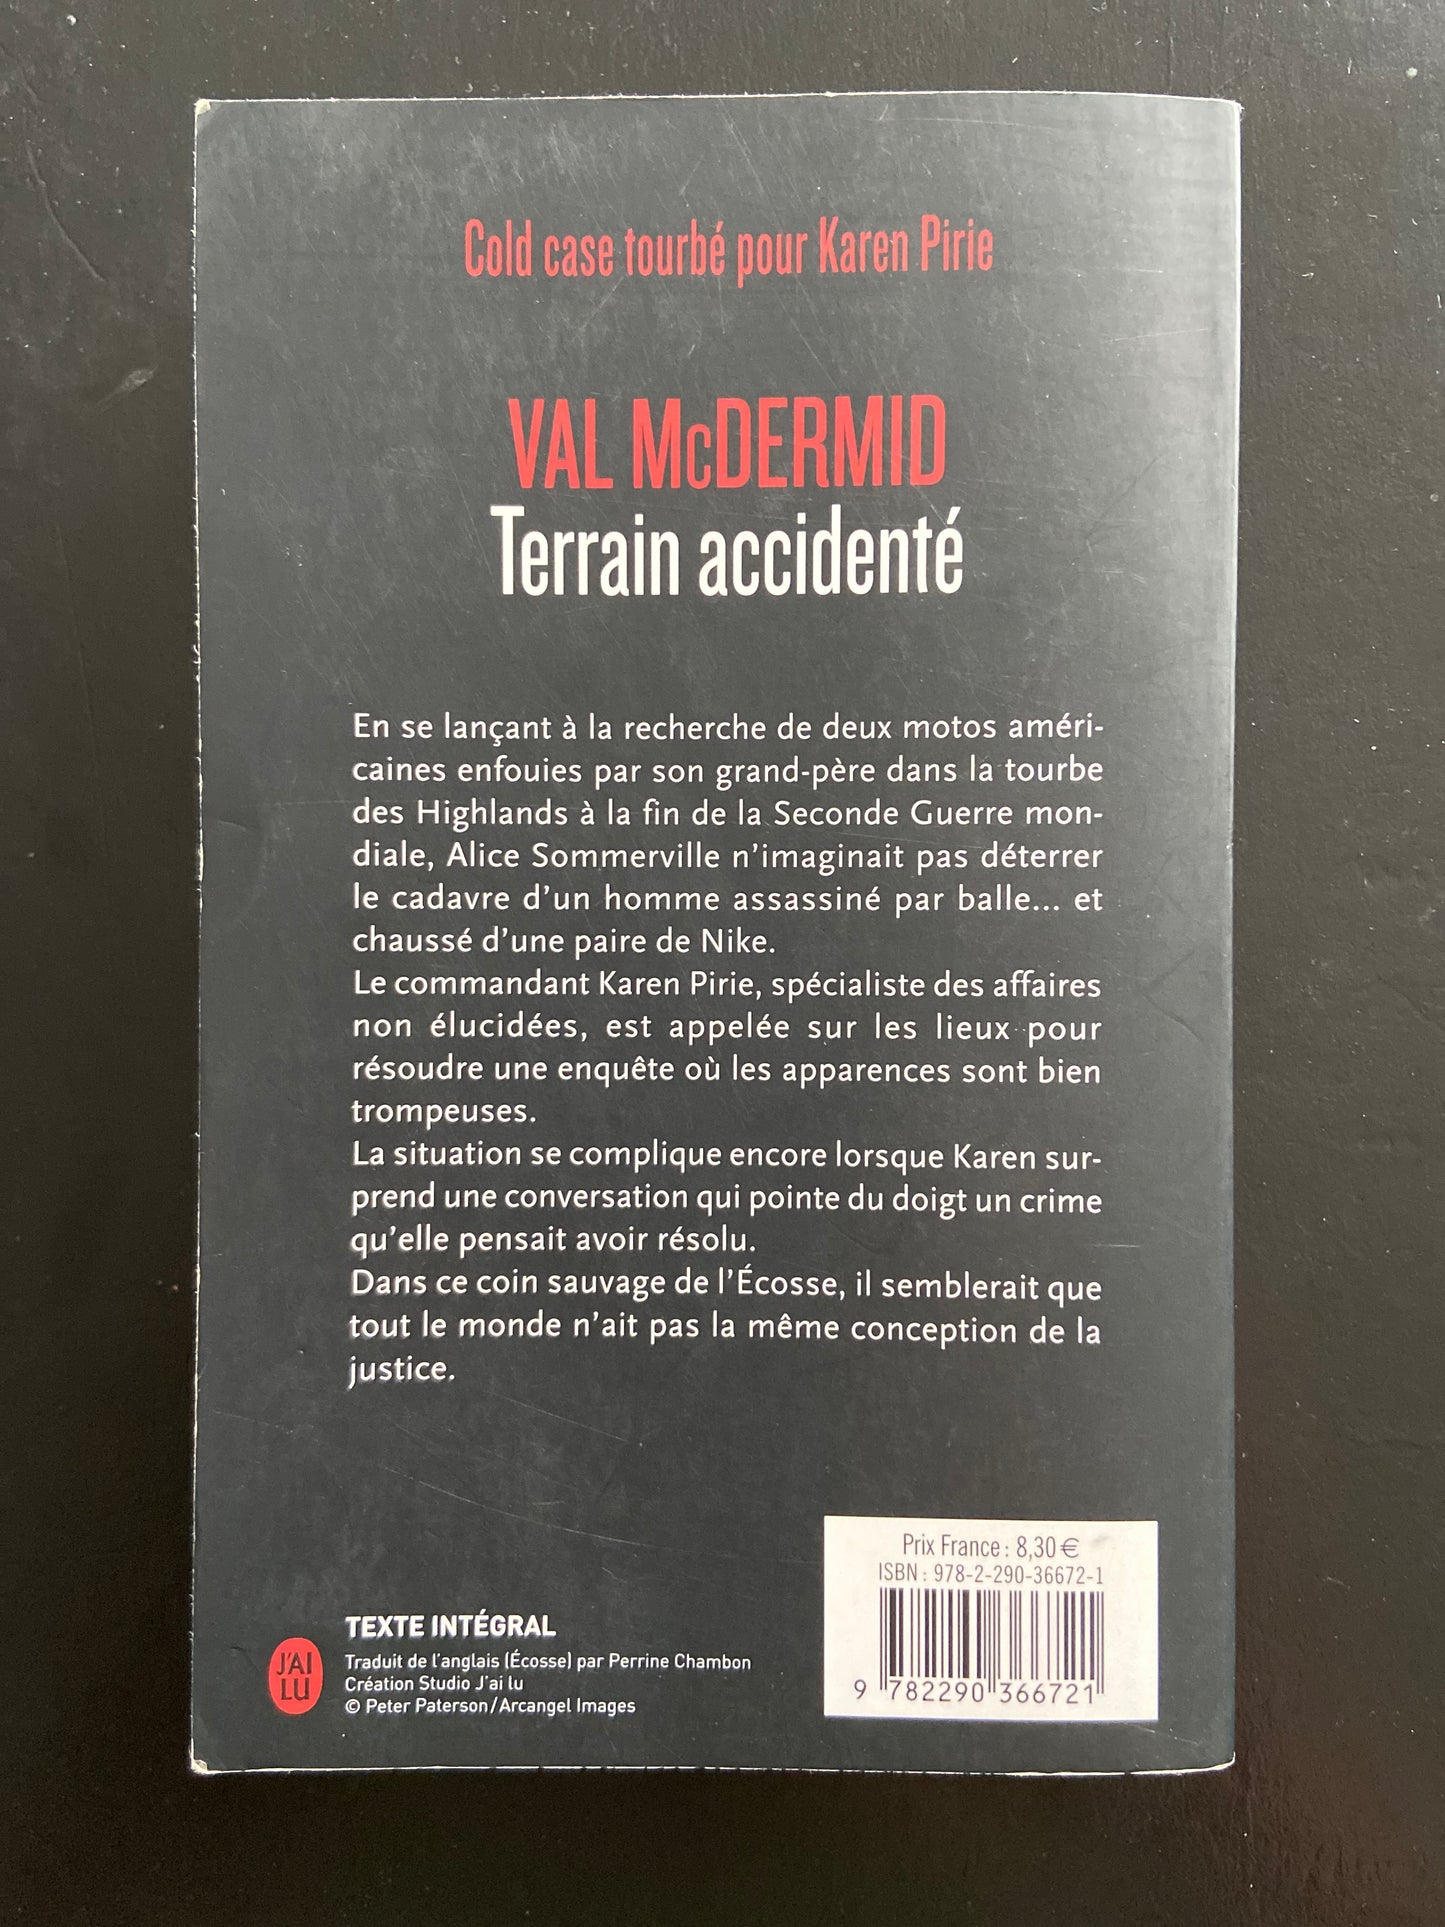 Cold case tourbé pour Karen Pirie
VAL McDERMID
Terrain accidenté
En se lançant à la recherche de deux motos améri-
caines enfouies par son grand-père dans la tourbe
des Highlands à la fin de la Seconde Guerre mon-
diale, Alice Sommerville n'imaginait pas déterrer
le cadavre d'un homme assassiné par balle... et
chaussé d'une paire de Nike.
Le commandant Karen Pirie, spécialiste des affaires
non élucidées, est appelée sur les lieux pour
résoudre une enquête où les apparences sont bien
trompeuses.
La situation se complique encore lorsque Karen sur-
prend une conversation qui pointe du doigt un crime
qu'elle pensait avoir résolu.
Dans ce coin sauvage de l'Écosse, il semblerait que
tout le monde n'ait pas la même conception de la
justice.
Prix France : 8,30 €
ISBN : 978-2-290-36672-1
9 782290 366721
J'AI
LU
TEXTE INTÉGRAL
Traduit de l'anglais (Écosse) par Perrine Chambon
Création Studio J'ai lu
© Peter Paterson/Arcangel Images